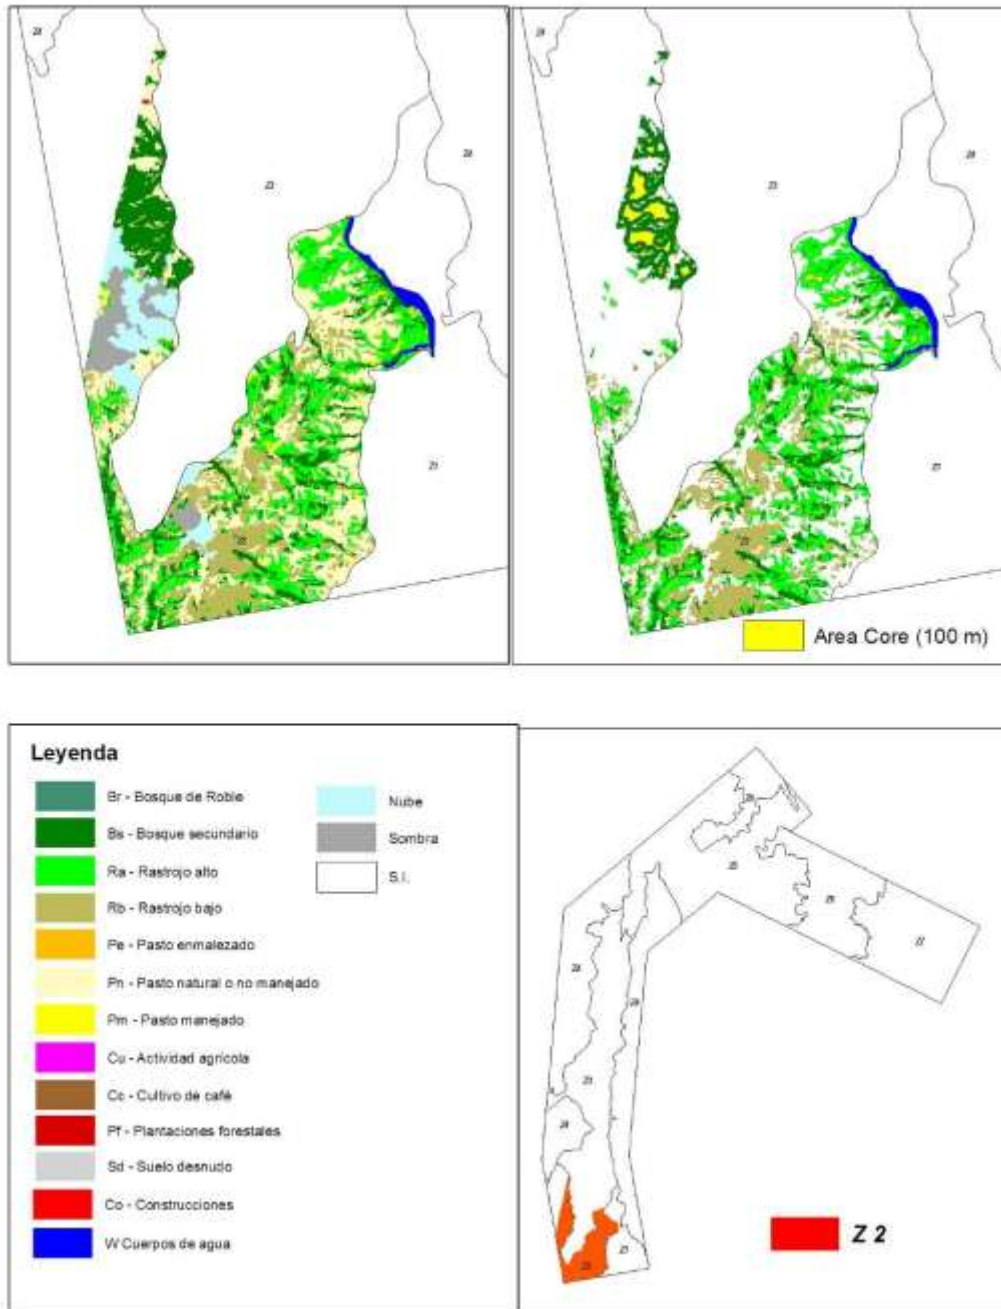 Z3
Z1
Area Core (100 m)
Leyenda
Br - Bosque de Roble
Bs - Bosque secundario
Ra - Rastrojo alto
Rb - Rastrojo bajo
Pe - Pasto enmalezado
Pn - Pasto natural o no manejado
Pm - Pasto manejado
Cu - Actividad agrícola
Cc - Cultivo de café
Pf - Plantaciones forestales
Sd - Suelo desnudo
Co - Construcciones
W Cuerpos de agua
Nube
Sombra
S.I.
Z 2